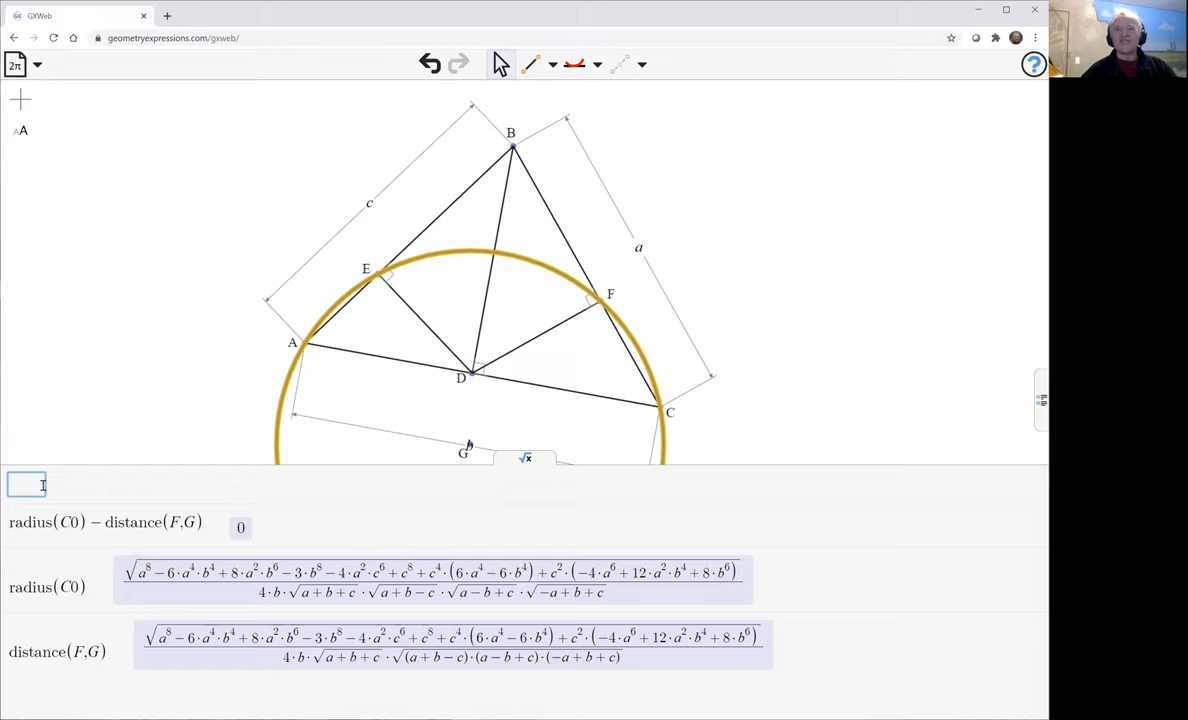 GXWeb
geometryexpressions.com/gxweb/
2π
AA
B
c
a
E
F
A
D
C
b
G
√x
radius(C0) − distance(F,G) 0
radius(C0) √(a⁸ − 6·a⁴·b⁴ + 8·a²·b⁶ − 3·b⁸ − 4·a²·c⁶ + c⁸ + c⁴·(6·a⁴ − 6·b⁴) + c²·(−4·a⁶ + 12·a²·b⁴ + 8·b⁶))
4·b·√(a+b+c)·√(a+b−c)·√(a−b+c)·√(−a+b+c)
distance(F,G) √(a⁸ − 6·a⁴·b⁴ + 8·a²·b⁶ − 3·b⁸ − 4·a²·c⁶ + c⁸ + c⁴·(6·a⁴ − 6·b⁴) + c²·(−4·a⁶ + 12·a²·b⁴ + 8·b⁶))
4·b·√(a+b+c)·√((a+b−c)·(a−b+c)·(−a+b+c))